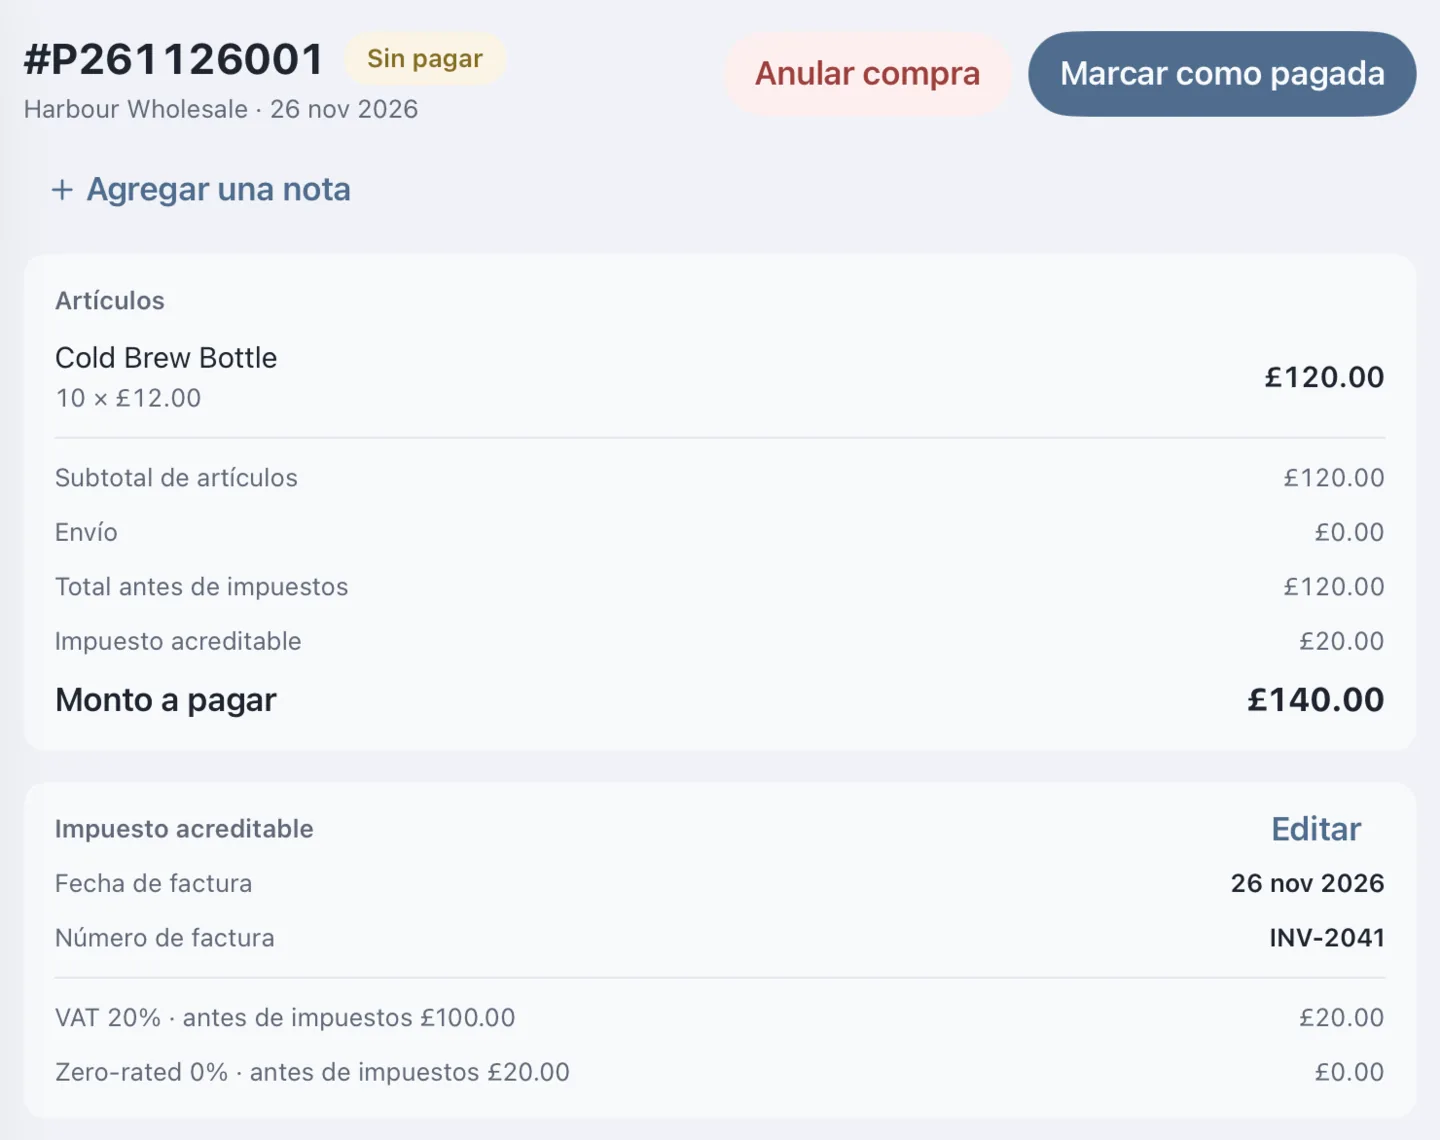 #P261126001
Sin pagar
Harbour Wholesale · 26 nov 2026
Anular compra
Marcar como pagada
+ Agregar una nota
Artículos
Cold Brew Bottle
10 × £12.00
£120.00
Subtotal de artículos £120.00
Envío £0.00
Total antes de impuestos £120.00
Impuesto acreditable £20.00
Monto a pagar £140.00
Impuesto acreditable
Editar
Fecha de factura 26 nov 2026
Número de factura INV-2041
VAT 20% · antes de impuestos £100.00 £20.00
Zero-rated 0% · antes de impuestos £20.00 £0.00